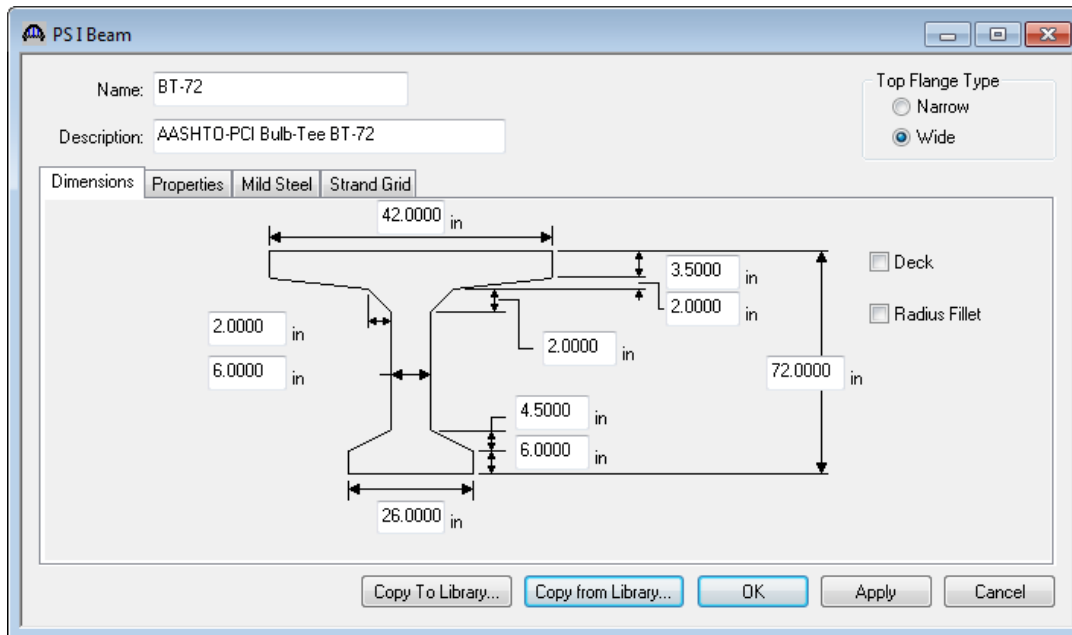 PS I Beam
Name: BT-72
Description: AASHTO-PCI Bulb-Tee BT-72
Top Flange Type
Narrow
Wide
Dimensions Properties Mild Steel Strand Grid
42.0000 in
3.5000 in
2.0000 in
Deck
Radius Fillet
2.0000 in
6.0000 in
2.0000 in
72.0000 in
4.5000 in
6.0000 in
26.0000 in
Copy To Library... Copy from Library... OK Apply Cancel